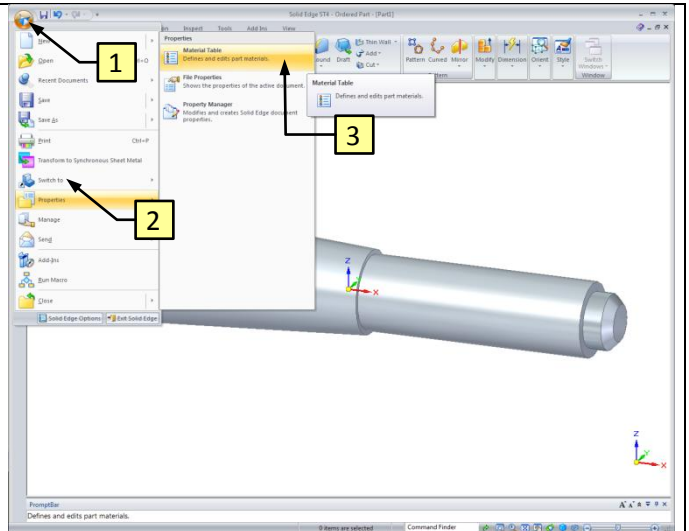 Solid Edge ST4 - Ordered Part - [Part1]
Inspect Tools Add Ins View
New
Open
Recent Documents
Save
Save As
Print Ctrl+P
Transform to Synchronous Sheet Metal
Switch to
Properties
Manage
Send
Add-Ins
Run Macro
Close
Solid Edge Options Exit Solid Edge
Properties
Material Table
Defines and edits part materials.
File Properties
Shows the properties of the active document.
Property Manager
Modifies and creates Solid Edge document
properties.
Draft
Thin Wall
Add
Cut
Pattern Curved Mirror
Modify Dimension Orient Style
Switch
Windows
Window
Material Table
Defines and edits part materials.
1
2
3
Z
Y
X
Z
Y
X
PromptBar
Defines and edits part materials.
0 items are selected
Command Finder